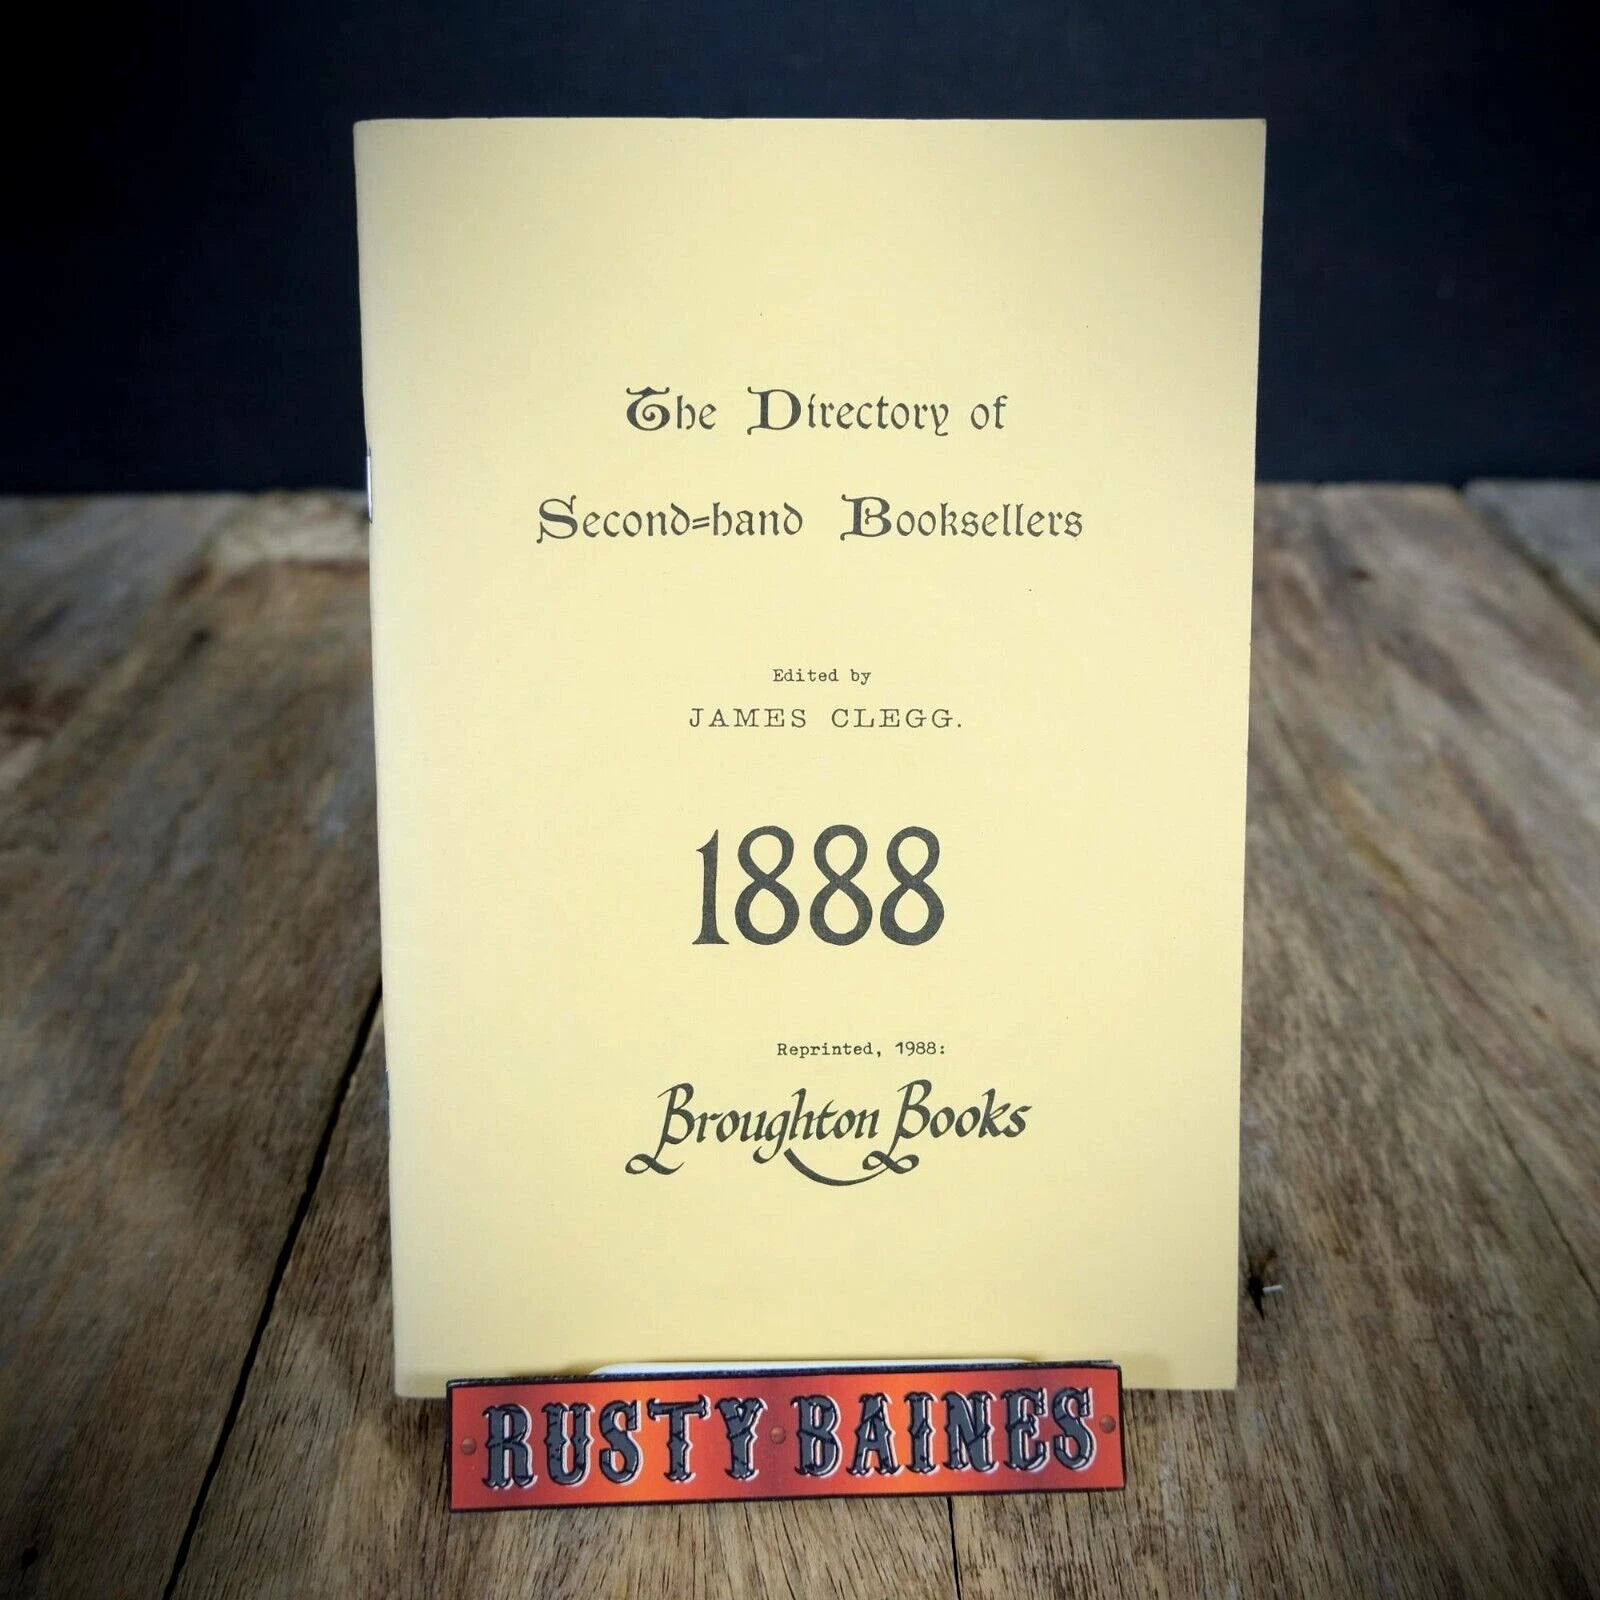 The Directory of
Second=hand Booksellers
Edited by
JAMES CLEGG.
1888
Reprinted, 1988:
Broughton Books
RUSTY BAINES